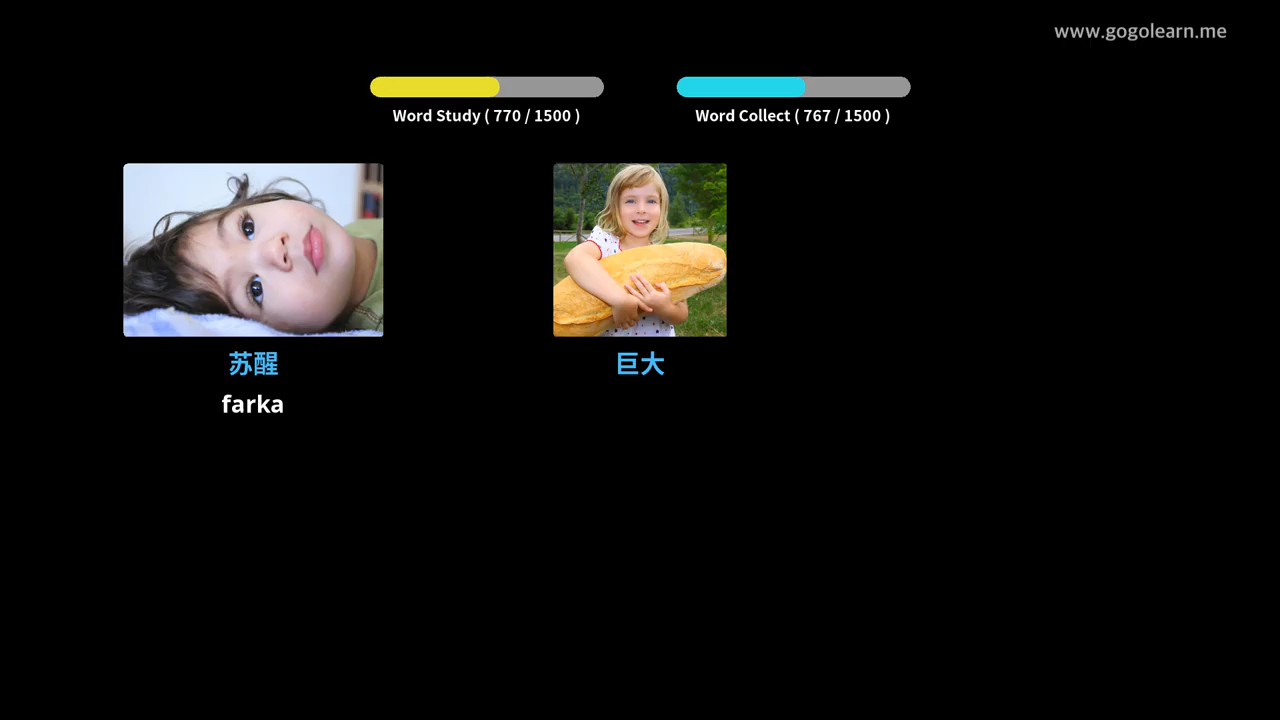 www.gogolearn.me
Word Study ( 770 / 1500 )
Word Collect ( 767 / 1500 )
苏醒
巨大
farka